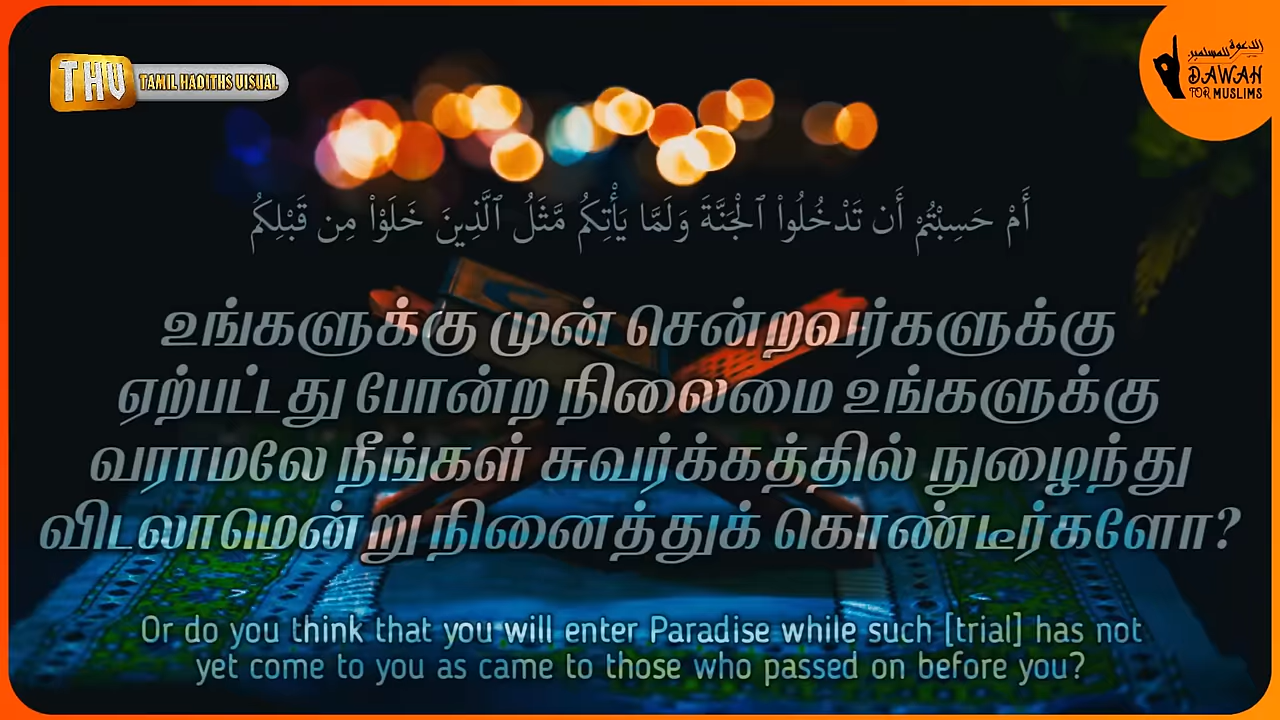 THV TAMIL HADITHS VISUAL
الدعوة للمسلمين
DAWAH
FOR MUSLIMS
أَمْ حَسِبْتُمْ أَن تَدْخُلُوا۟ ٱلْجَنَّةَ وَلَمَّا يَأْتِكُم مَّثَلُ ٱلَّذِينَ خَلَوْا۟ مِن قَبْلِكُم
உங்களுக்கு முன் சென்றவர்களுக்கு
ஏற்பட்டது போன்ற நிலைமை உங்களுக்கு
வராமலே நீங்கள் சுவர்க்கத்தில் நுழைந்து
விடலாமென்று நினைத்துக் கொண்டீர்களோ?
Or do you think that you will enter Paradise while such [trial] has not
yet come to you as came to those who passed on before you?